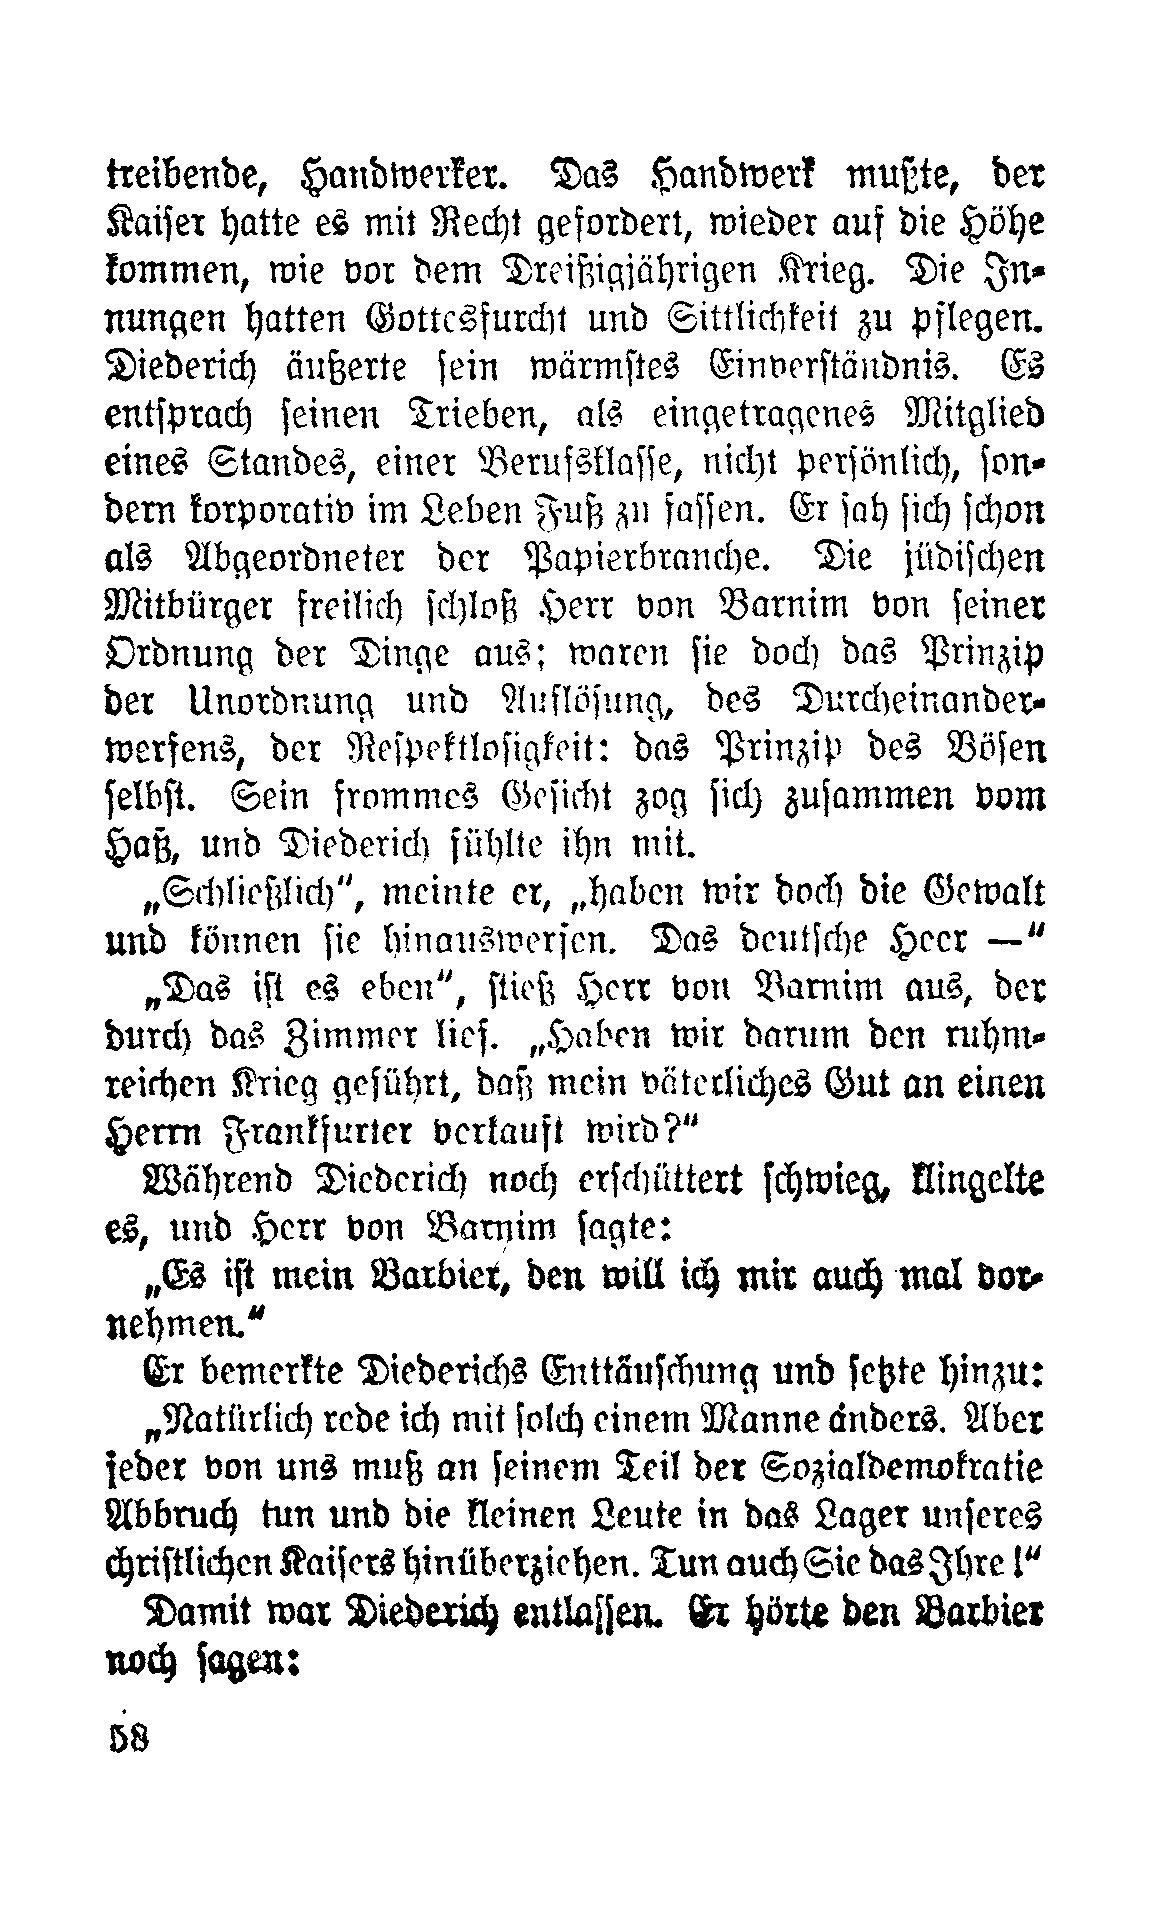 treibende, Handwerker. Das Handwerk mußte, der
Kaiser hatte es mit Recht gefordert, wieder auf die Höhe
kommen, wie vor dem Dreißigjährigen Krieg. Die In-
nungen hatten Gottesfurcht und Sittlichkeit zu pflegen.
Diederich äußerte sein wärmstes Einverständnis. Es
entsprach seinen Trieben, als eingetragenes Mitglied
eines Standes, einer Berufsklasse, nicht persönlich, son-
dern korporativ im Leben Fuß zu fassen. Er sah sich schon
als Abgeordneter der Papierbranche. Die jüdischen
Mitbürger freilich schloß Herr von Barnim von seiner
Ordnung der Dinge aus; waren sie doch das Prinzip
der Unordnung und Auflösung, des Durcheinander-
werfens, der Respektlosigkeit: das Prinzip des Bösen
selbst. Sein frommes Gesicht zog sich zusammen vom
Haß, und Diederich fühlte ihn mit.
„Schließlich“, meinte er, „haben wir doch die Gewalt
und können sie hinauswerfen. Das deutsche Heer —“
„Das ist es eben“, stieß Herr von Barnim aus, der
durch das Zimmer lief. „Haben wir darum den ruhm-
reichen Krieg geführt, daß mein väterliches Gut an einen
Herrn Frankfurter verkauft wird?“
Während Diederich noch erschüttert schwieg, klingelte
es, und Herr von Barnim sagte:
„Es ist mein Barbier, den will ich mir auch mal vor-
nehmen.“
Er bemerkte Diederichs Enttäuschung und setzte hinzu:
„Natürlich rede ich mit solch einem Manne anders. Aber
jeder von uns muß an seinem Teil der Sozialdemokratie
Abbruch tun und die kleinen Leute in das Lager unseres
christlichen Kaisers hinüberziehen. Tun auch Sie das Ihre!“
Damit war Diederich entlassen. Er hörte den Barbier
noch sagen:
58